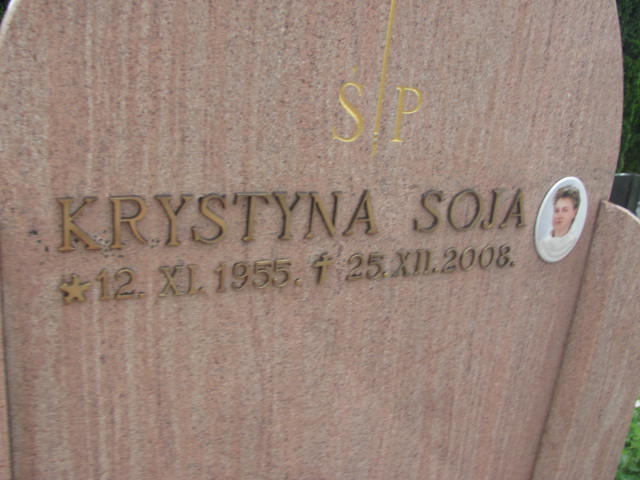 Ś P
KRYSTYNA SOJA
★12. XI. 1955. ✝ 25. XII. 2008.